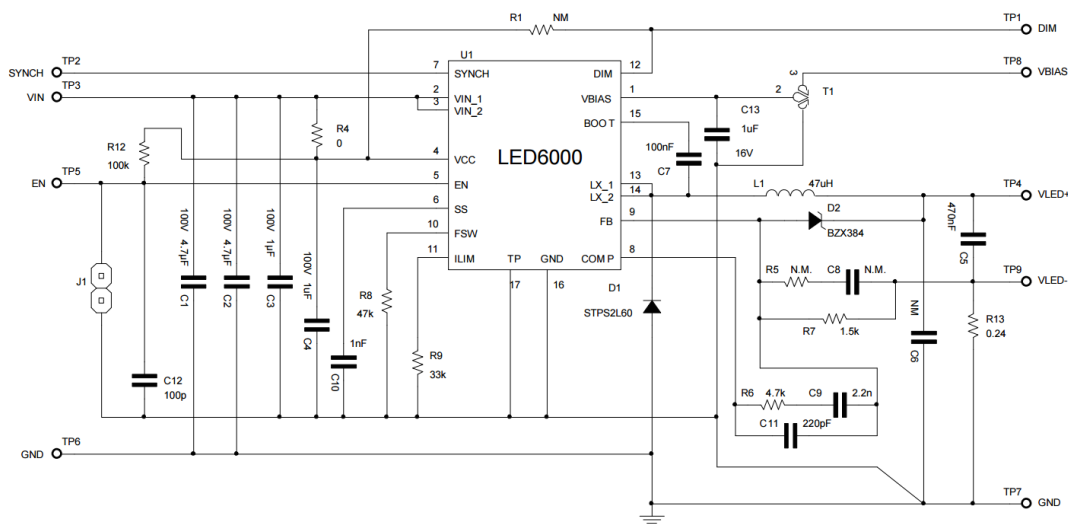 R1 NM
TP1
DIM
TP2
SYNCH
U1
7 SYNCH
DIM 12
3
TP8
VBIAS
TP3
VIN
2 VIN_1
3 VIN_2
VBIAS 1
2
T1
BOOT 15
C13
1uF
16V
R12
100k
R4
0
4 VCC
LED6000
100nF
C7
TP5
EN
5 EN
LX_1 13
LX_2 14
L1 47uH
TP4
VLED+
6 SS
FB 9
D2
BZX384
470nF
C5
10 FSW
11 ILIM
TP
17
GND
16
COMP 8
J1
100V 4.7µF
C1
100V 4.7µF
C2
100V 1µF
C3
100V 1uF
C4
R8
47k
D1
STPS2L60
R5 N.M.
C8 N.M.
TP9
VLED-
R7 1.5k
NM
C6
R13
0.24
1nF
C10
R9
33k
C12
100p
R6 4.7k
C9 2.2n
C11 220pF
TP6
GND
TP7
GND